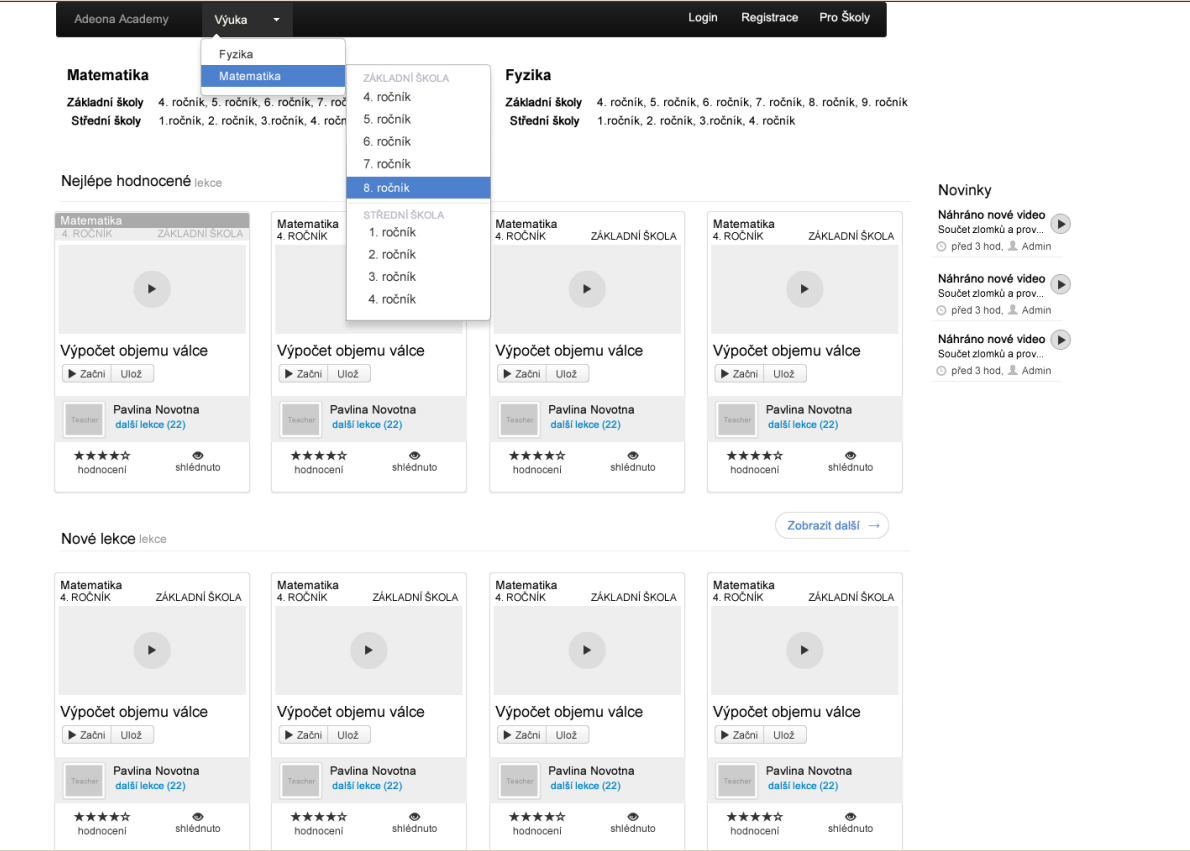 Adeona Academy Výuka Login Registrace Pro Školy
Fyzika
Matematika
Matematika
Základní školy 4. ročník, 5. ročník, 6. ročník, 7. roč
Střední školy 1.ročník, 2. ročník, 3.ročník, 4. ročn
ZÁKLADNÍ ŠKOLA
4. ročník
5. ročník
6. ročník
7. ročník
8. ročník
STŘEDNÍ ŠKOLA
1. ročník
2. ročník
3. ročník
4. ročník
Fyzika
Základní školy 4. ročník, 5. ročník, 6. ročník, 7. ročník, 8. ročník, 9. ročník
Střední školy 1.ročník, 2. ročník, 3.ročník, 4. ročník
Nejlépe hodnocené lekce
Matematika Matematika Matematika Matematika
4. ROČNÍK ZÁKLADNÍ ŠKOLA 4. ROČNÍK 4. ROČNÍK ZÁKLADNÍ ŠKOLA 4. ROČNÍK ZÁKLADNÍ ŠKOLA
Výpočet objemu válce Výpočet objemu válce Výpočet objemu válce Výpočet objemu válce
Začni Ulož Začni Ulož Začni Ulož Začni Ulož
Teacher Pavlina Novotna Teacher Pavlina Novotna Teacher Pavlina Novotna Teacher Pavlina Novotna
další lekce (22) další lekce (22) další lekce (22) další lekce (22)
hodnocení shlédnuto hodnocení shlédnuto hodnocení shlédnuto hodnocení shlédnuto
Novinky
Náhráno nové video
Součet zlomků a prov...
před 3 hod, Admin
Náhráno nové video
Součet zlomků a prov...
před 3 hod, Admin
Náhráno nové video
Součet zlomků a prov...
před 3 hod, Admin
Zobrazit další →
Nové lekce lekce
Matematika Matematika Matematika Matematika
4. ROČNÍK ZÁKLADNÍ ŠKOLA 4. ROČNÍK ZÁKLADNÍ ŠKOLA 4. ROČNÍK ZÁKLADNÍ ŠKOLA 4. ROČNÍK ZÁKLADNÍ ŠKOLA
Výpočet objemu válce Výpočet objemu válce Výpočet objemu válce Výpočet objemu válce
Začni Ulož Začni Ulož Začni Ulož Začni Ulož
Teacher Pavlina Novotna Teacher Pavlina Novotna Teacher Pavlina Novotna Teacher Pavlina Novotna
další lekce (22) další lekce (22) další lekce (22) další lekce (22)
hodnocení shlédnuto hodnocení shlédnuto hodnocení shlédnuto hodnocení shlédnuto